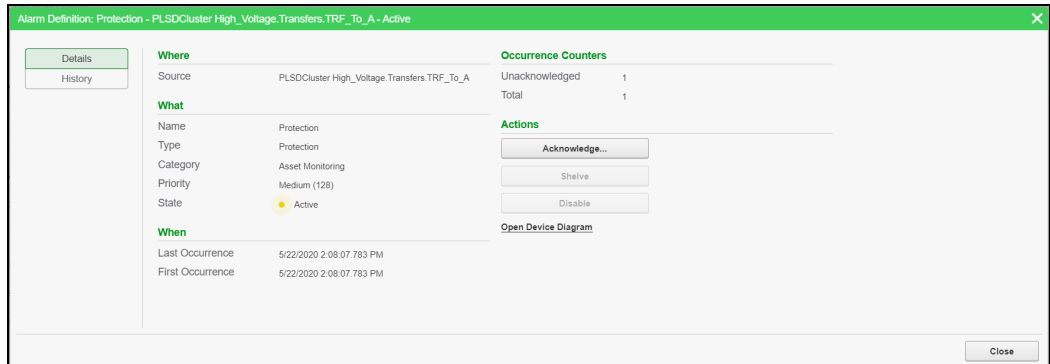 Alarm Definition: Protection - PLSDCluster High_Voltage.Transfers.TRF_To_A - Active
Details
History
Where
Source PLSDCluster High_Voltage.Transfers.TRF_To_A
What
Name Protection
Type Protection
Category Asset Monitoring
Priority Medium (128)
State Active
When
Last Occurrence 5/22/2020 2:08:07.783 PM
First Occurrence 5/22/2020 2:08:07.783 PM
Occurrence Counters
Unacknowledged 1
Total 1
Actions
Acknowledge...
Shelve
Disable
Open Device Diagram
Close